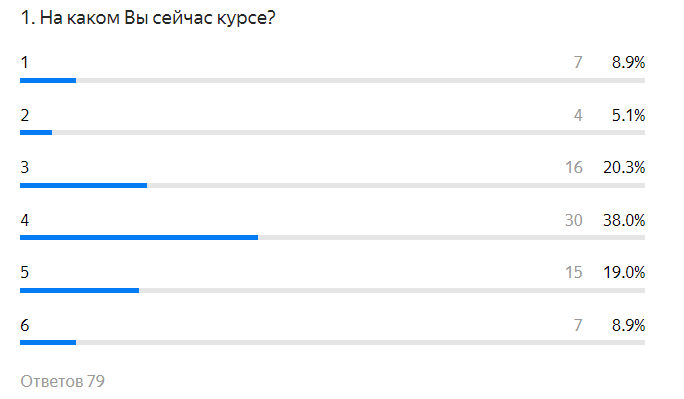 1. На каком Вы сейчас курсе?
1 7 8.9%
2 4 5.1%
3 16 20.3%
4 30 38.0%
5 15 19.0%
6 7 8.9%
Ответов 79